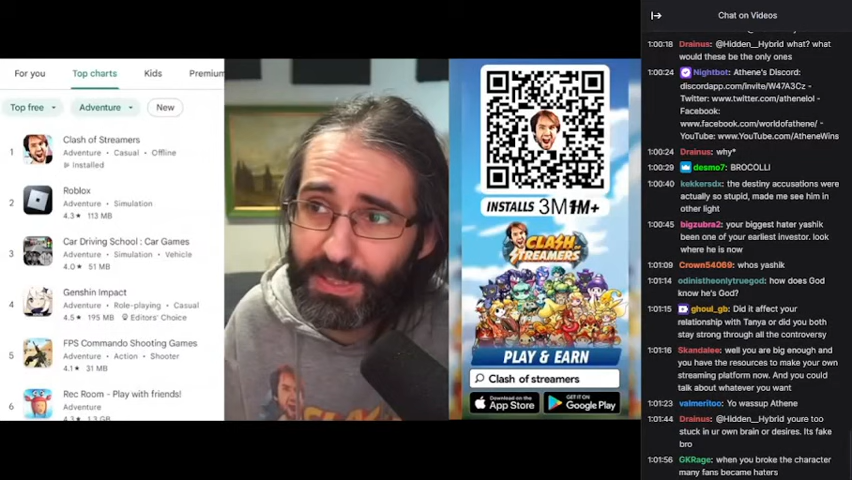 For you
Top charts
Kids
Premium
Top free
Adventure
New
1
Clash of Streamers
Adventure • Casual • Offline
Installed
2
Roblox
Adventure • Simulation
4.3★ 113 MB
3
Car Driving School : Car Games
Adventure • Simulation • Vehicle
4.0★ 51 MB
4
Genshin Impact
Adventure • Role-playing • Casual
4.5★ 195 MB Editors' Choice
5
FPS Commando Shooting Games
Adventure • Action • Shooter
4.1★ 31 MB
6
Rec Room - Play with friends!
Adventure
4.3★ 1.3 GB
INSTALLS
CLASH
OF
STREAMERS
PLAY & EARN
Clash of streamers
Download on the
App Store
GET IT ON
Google Play
Chat on Videos
1:00:18 Drainus: @Hidden__Hybrid what? what
would these be the only ones
1:00:24 Nightbot: Athene's Discord:
discordapp.com/invite/W47A3Cz -
Twitter: www.twitter.com/athenelol -
Facebook:
www.facebook.com/worldofathene/ -
YouTube: www.YouTube.com/AtheneWins
1:00:24 Drainus: why*
1:00:29 desmo7: BROCOLLI
1:00:40 kekkersdx: the destiny accusations were
actually so stupid, made me see him in
other light
1:00:45 bigzubra2: your biggest hater yashik
been one of your earliest investor. look
where he is now
1:01:09 Crown54069: whos yashik
1:01:14 odinistheonlytruegod: how does God
know he's God?
1:01:15 ghoul_gb: Did it affect your
relationship with Tanya or did you both
stay strong through all the controversy
1:01:16 Skandalee: well you are big enough and
you have the resources to make your own
streaming platform now. And you could
talk about whatever you want
1:01:23 valmeritoo: Yo wassup Athene
1:01:44 Drainus: @Hidden__Hybrid youre too
stuck in ur own brain or desires. Its fake
bro
1:01:56 GKRage: when you broke the character
many fans became haters